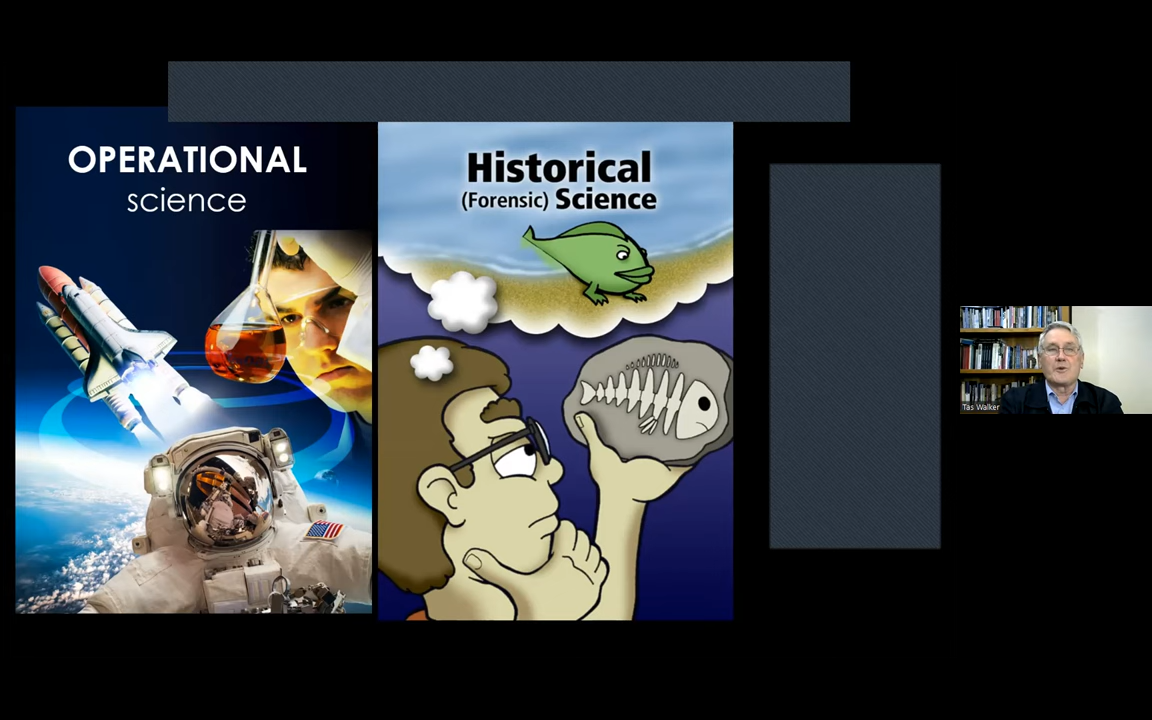 OPERATIONAL
science
Historical
(Forensic) Science
Tas Walker